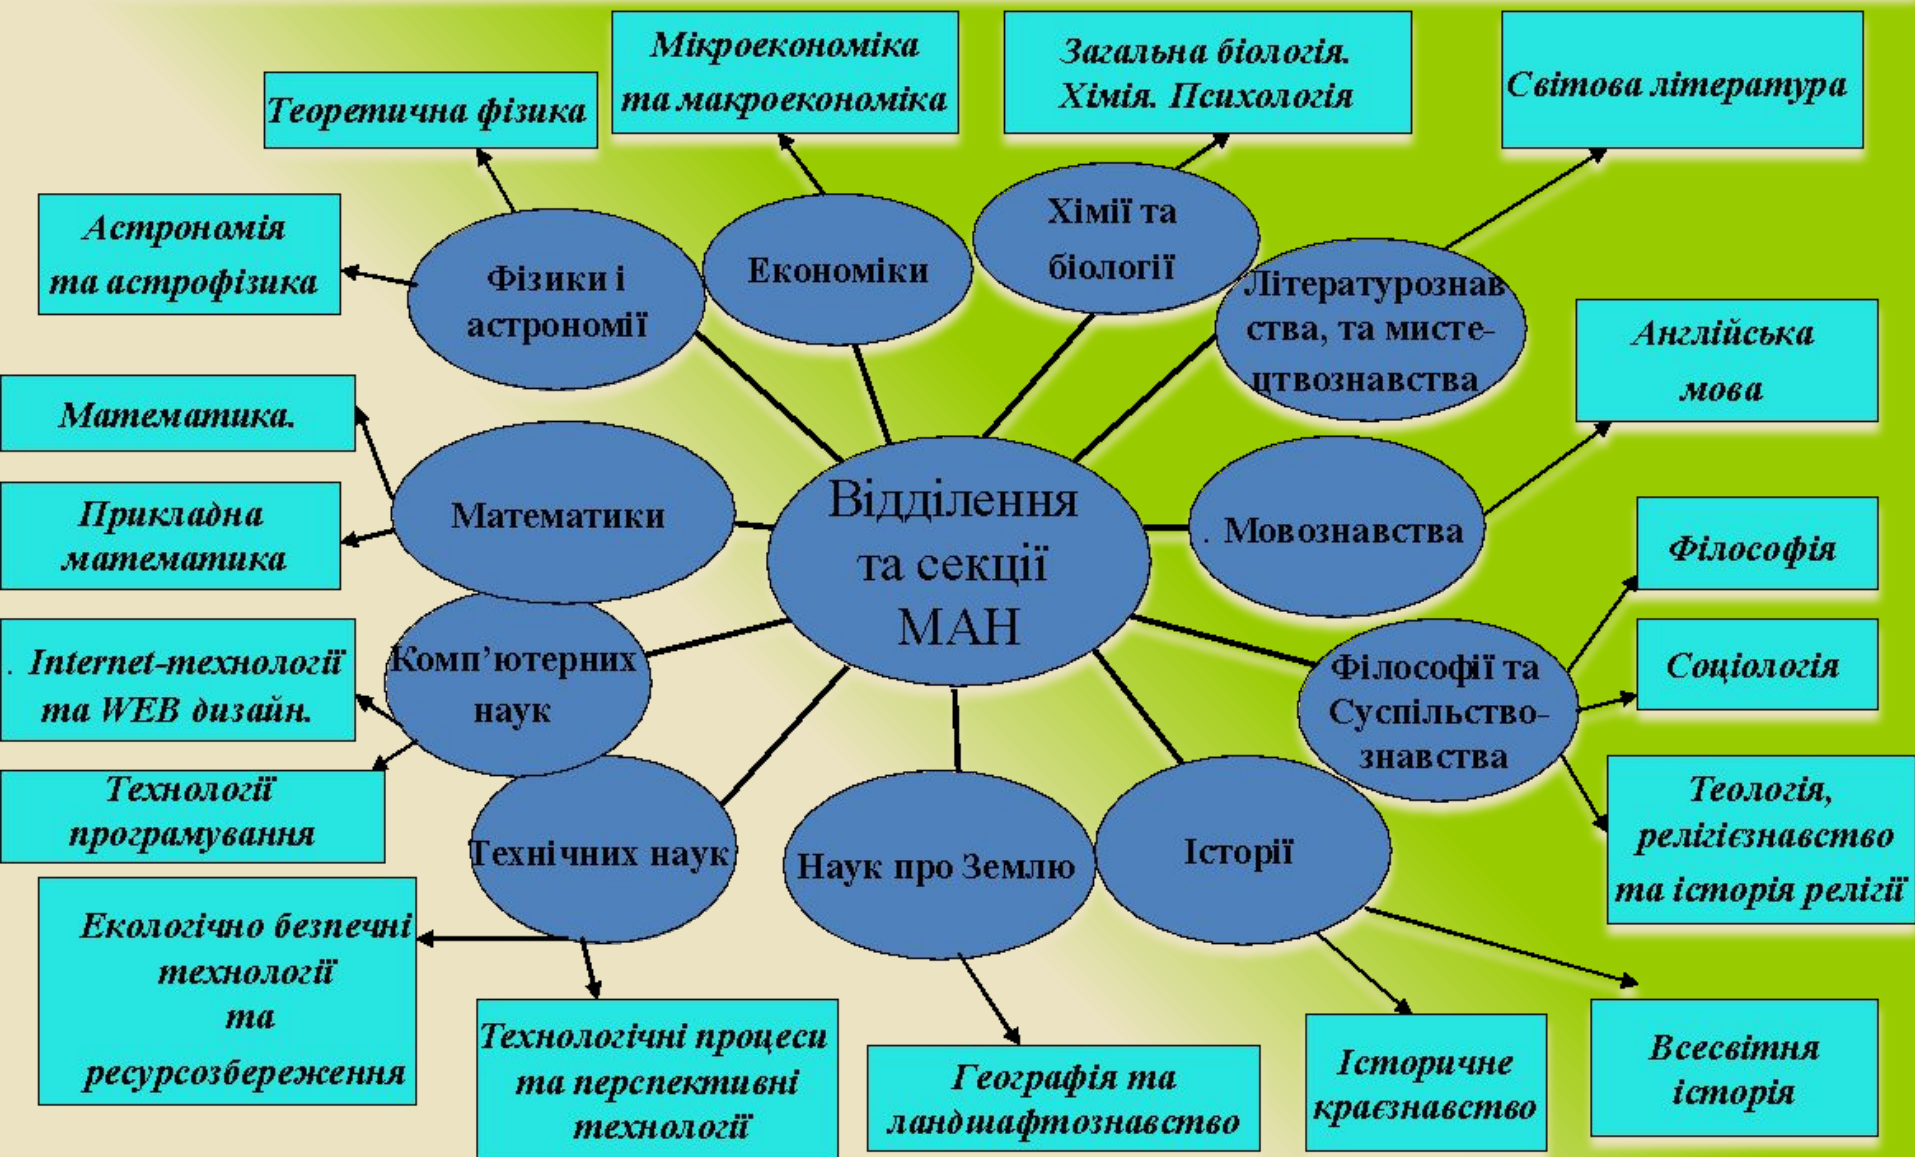 Мікроекономіка
та макроекономіка
Загальна біологія.
Хімія. Психологія
Світова література
Теоретична фізика
Астрономія
та астрофізика
Фізики і
астрономії
Економіки
Хімії та
біології
Літературознав
ства, та мисте-
цтвознавства
Англійська
мова
Математика.
Прикладна
математика
Математики
Відділення
та секції
МАН
. Мовознавства
Філософія
Соціологія
. Internet-технології
та WEB дизайн.
Комп’ютерних
наук
Філософії та
Суспільство-
знавства
Технології
програмування
Технічних наук
Наук про Землю
Історії
Теологія,
релігієзнавство
та історія релігії
Екологічно безпечні
технології
та
ресурсозбереження
Технологічні процеси
та перспективні
технології
Географія та
ландшафтознавство
Історичне
краєзнавство
Всесвітня
історія